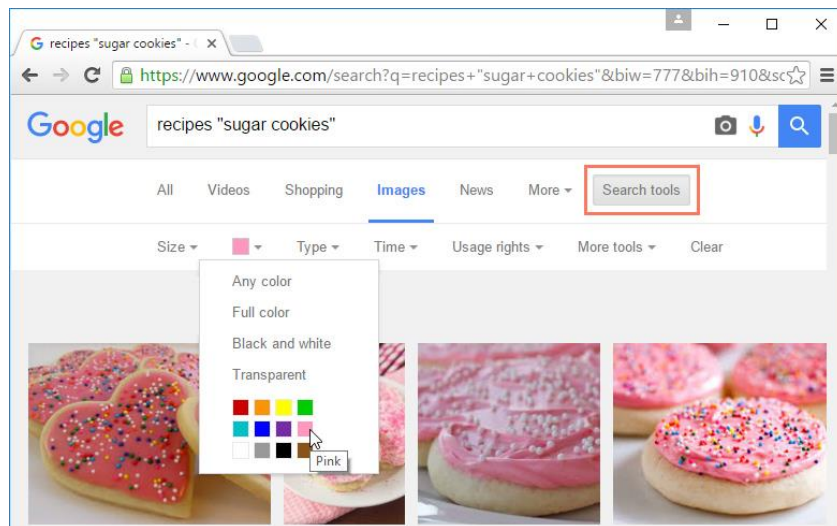 G recipes "sugar cookies" - G
https://www.google.com/search?q=recipes+"sugar+cookies"&biw=777&bih=910&sc
Google recipes "sugar cookies"
All Videos Shopping Images News More Search tools
Size Type Time Usage rights More tools Clear
Any color
Full color
Black and white
Transparent
Pink